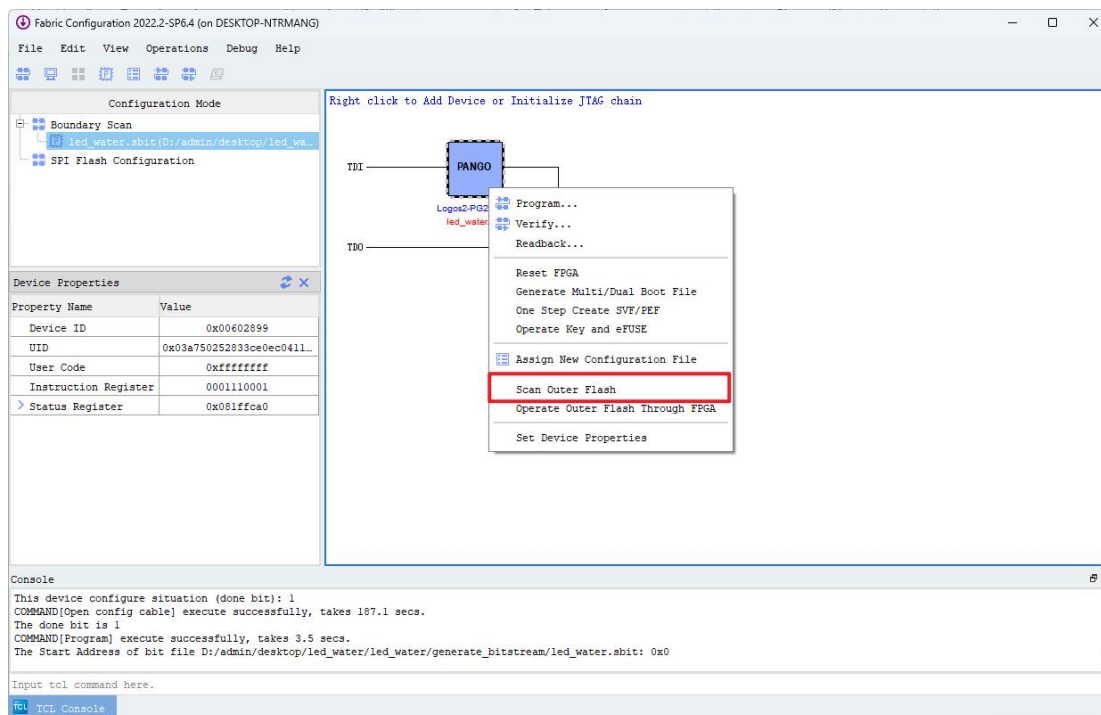 Fabric Configuration 2022.2-SP6.4 (on DESKTOP-NTRMANG)
File Edit View Operations Debug Help
Configuration Mode
Boundary Scan
led_water.sbit(D:/admin/desktop/led_wa...
SPI Flash Configuration
Right click to Add Device or Initialize JTAG chain
TDI
PANGO
Logos2-PG2
led_water
TDO
Program...
Verify...
Readback...
Reset FPGA
Generate Multi/Dual Boot File
One Step Create SVF/PEF
Operate Key and eFUSE
Assign New Configuration File
Scan Outer Flash
Operate Outer Flash Through FPGA
Set Device Properties
Device Properties
Property Name Value
Device ID 0x00602899
UID 0x03a750252833ce0ec0411...
User Code 0xffffffff
Instruction Register 0001110001
Status Register 0x081ffca0
Console
This device configure situation (done bit): 1
COMMAND[Open config cable] execute successfully, takes 187.1 secs.
The done bit is 1
COMMAND[Program] execute successfully, takes 3.5 secs.
The Start Address of bit file D:/admin/desktop/led_water/led_water/generate_bitstream/led_water.sbit: 0x0
Input tcl command here.
TCL TCL Console